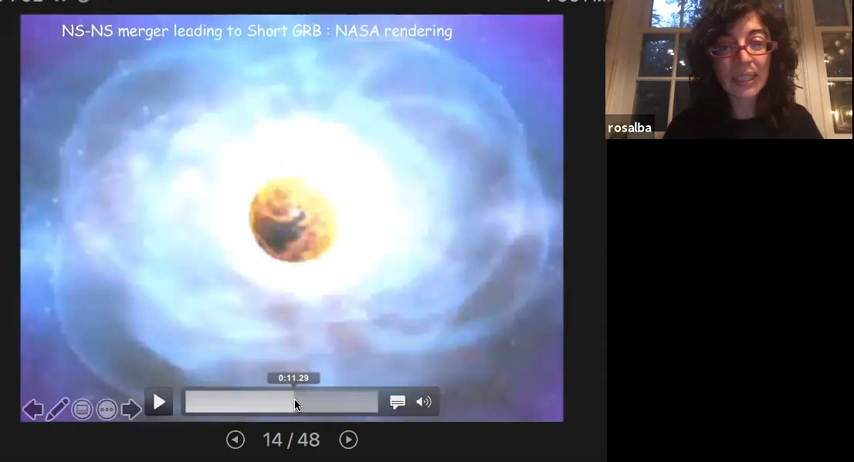 NS-NS merger leading to Short GRB : NASA rendering
rosalba
0:11.29
14 / 48